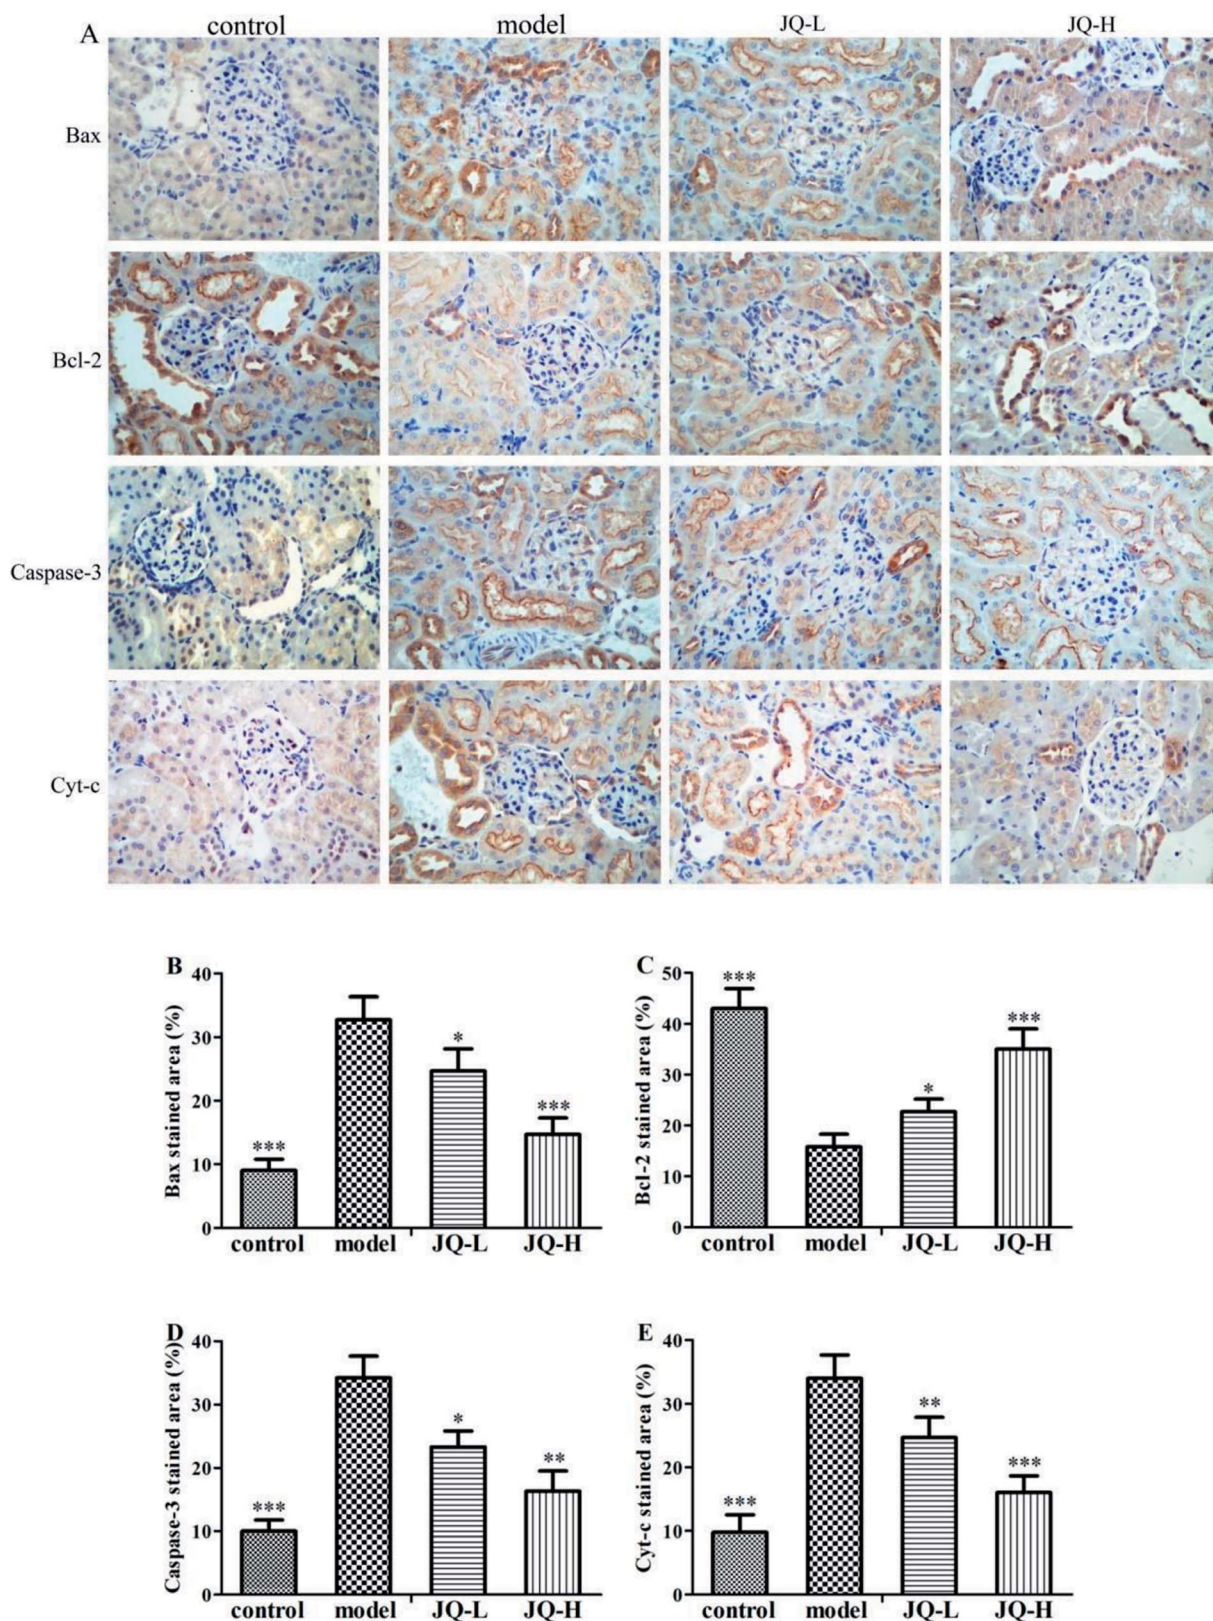 A control model JQ-L JQ-H
Bax
Bcl-2
Caspase-3
Cyt-c
B
Bax stained area (%)
40
30
20
10
0
***
*
***
control model JQ-L JQ-H
C
Bcl-2 stained area (%)
50
40
30
20
10
0
***
*
***
control model JQ-L JQ-H
D
Caspase-3 stained area (%)
40
30
20
10
0
***
*
**
control model JQ-L JQ-H
E
Cyt-c stained area (%)
40
30
20
10
0
***
**
***
control model JQ-L JQ-H